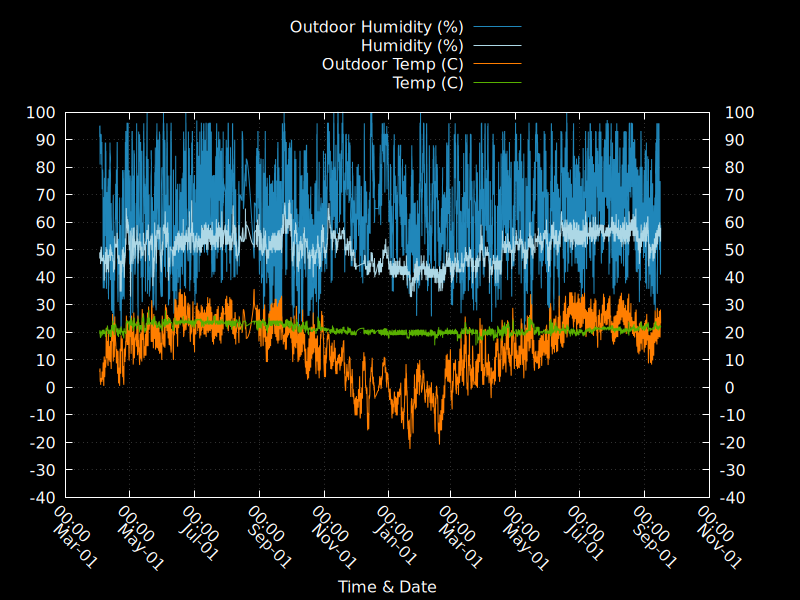 Outdoor Humidity (%)
Humidity (%)
Outdoor Temp (C)
Temp (C)
100 100
90 90
80 80
70 70
60 60
50 50
40 40
30 30
20 20
10 10
0 0
-10 -10
-20 -20
-30 -30
-40 -40
00:00
Mar-01
00:00
May-01
00:00
Jul-01
00:00
Sep-01
00:00
Nov-01
00:00
Jan-01
00:00
Mar-01
00:00
May-01
00:00
Jul-01
00:00
Sep-01
00:00
Nov-01
Time & Date